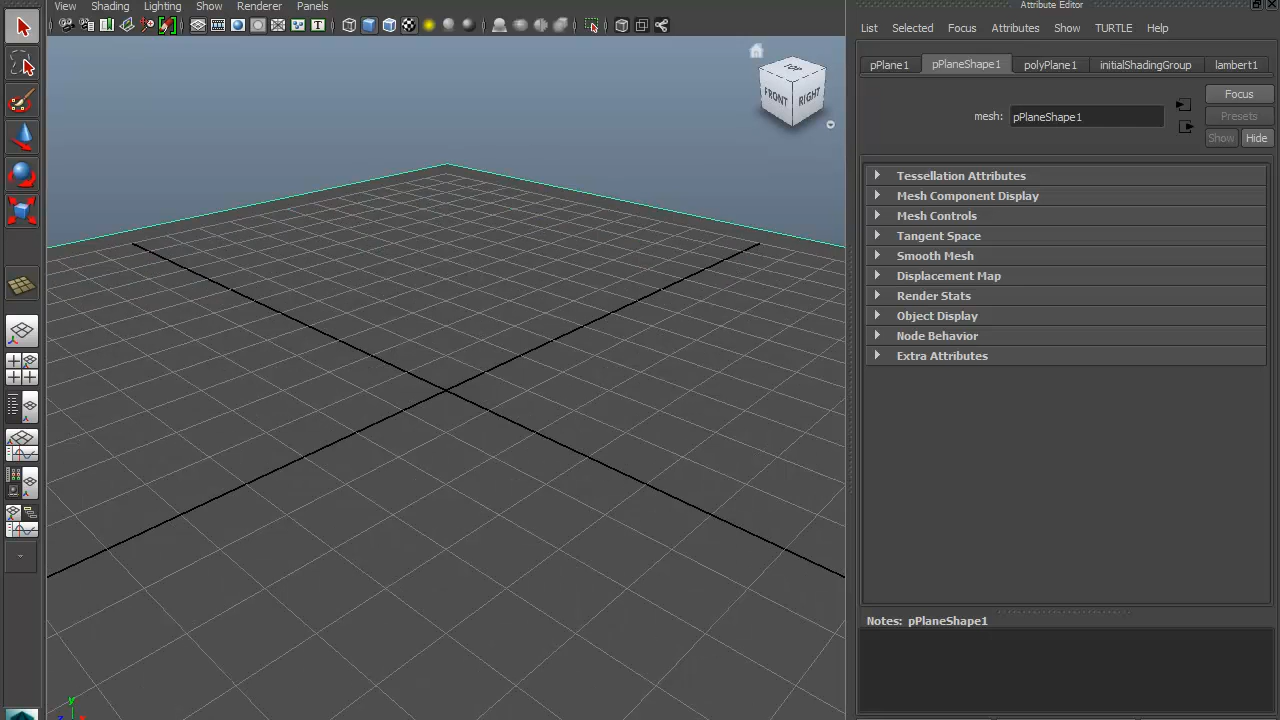 View Shading Lighting Show Renderer Panels
Attribute Editor
List Selected Focus Attributes Show TURTLE Help
pPlane1 pPlaneShape1 polyPlane1 initialShadingGroup lambert1
mesh: pPlaneShape1
Focus
Presets
Show Hide
TOP
FRONT RIGHT
Tessellation Attributes
Mesh Component Display
Mesh Controls
Tangent Space
Smooth Mesh
Displacement Map
Render Stats
Object Display
Node Behavior
Extra Attributes
Notes: pPlaneShape1
y